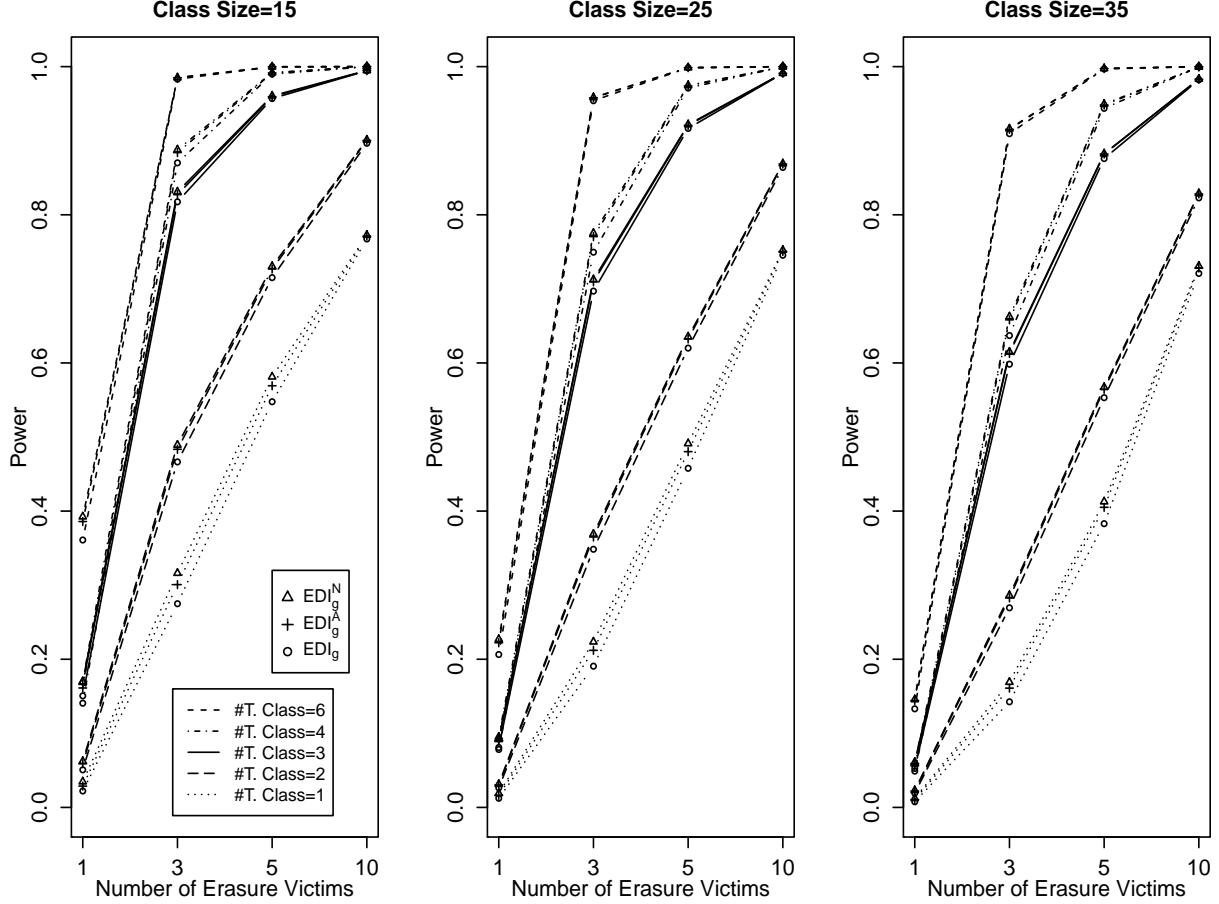 Class Size=15
Class Size=25
Class Size=35
Power
0.0
0.2
0.4
0.6
0.8
1.0
EDI_g^N
EDI_g^A
EDI_g
#T. Class=6
#T. Class=4
#T. Class=3
#T. Class=2
#T. Class=1
1
3
5
10
Number of Erasure Victims
Power
0.0
0.2
0.4
0.6
0.8
1.0
1
3
5
10
Number of Erasure Victims
Power
0.0
0.2
0.4
0.6
0.8
1.0
1
3
5
10
Number of Erasure Victims